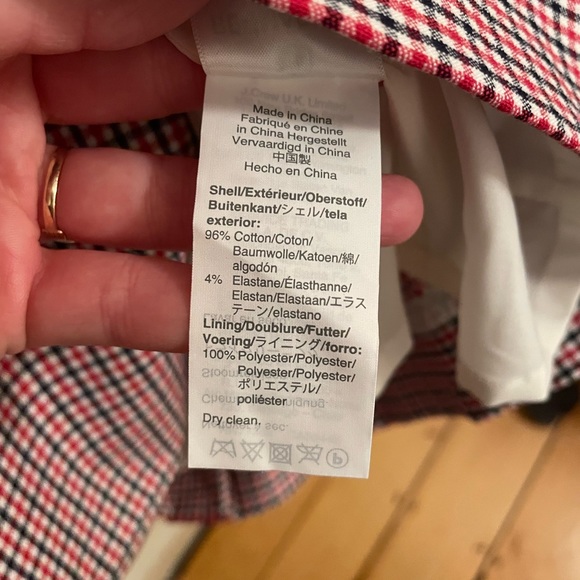 Made in China
Fabriqué en Chine
in China Hergestellt
Vervaardigd in China
中国製
Hecho en China
Shell/Extérieur/Oberstoff/
Buitenkant/シェル/tela
exterior:
96% Cotton/Coton/
Baumwolle/Katoen/綿/
algodón
4% Elastane/Élasthanne/
Elastan/Elastaan/エラス
テーン/elastano
Lining/Doublure/Futter/
Voering/ライニング/forro:
100% Polyester/Polyester/
Polyester/Polyester/
ポリエステル/
poliéster
Dry clean.